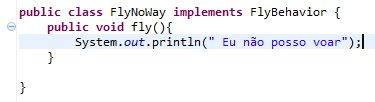 public class FlyNoWay implements FlyBehavior {
public void fly(){
System.out.println(" Eu não posso voar");
}
}